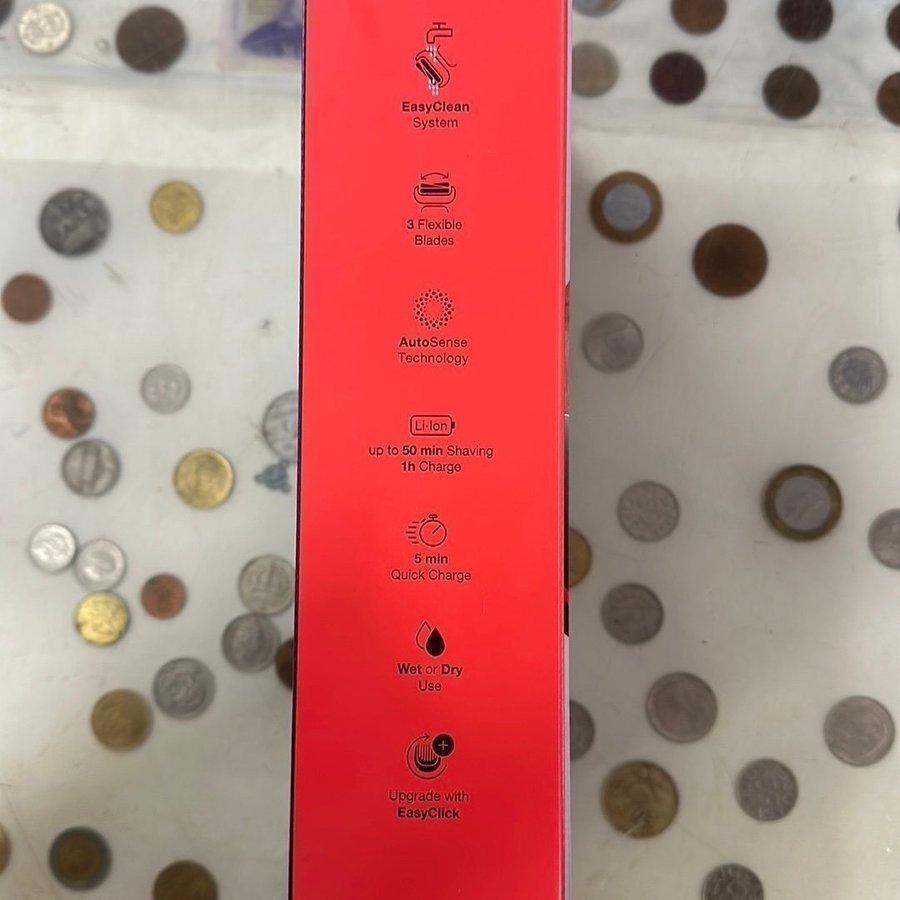 EasyClean
System
3 Flexible
Blades
AutoSense
Technology
Li-Ion
up to 50 min Shaving
1h Charge
5 min
Quick Charge
Wet or Dry
Use
Upgrade with
EasyClick